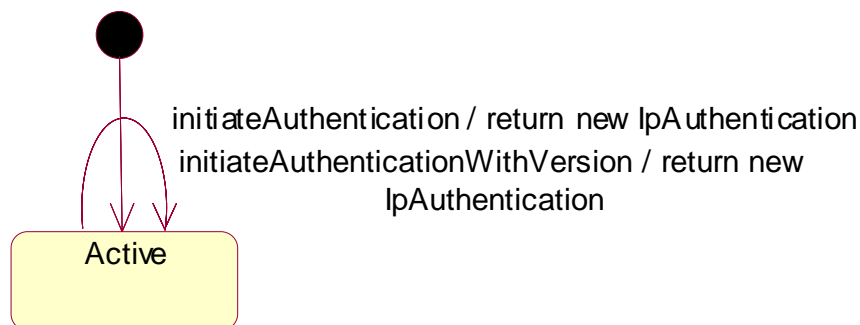 initiateAuthentication / return new IpAuthentication
initiateAuthenticationWithVersion / return new
IpAuthentication
Active